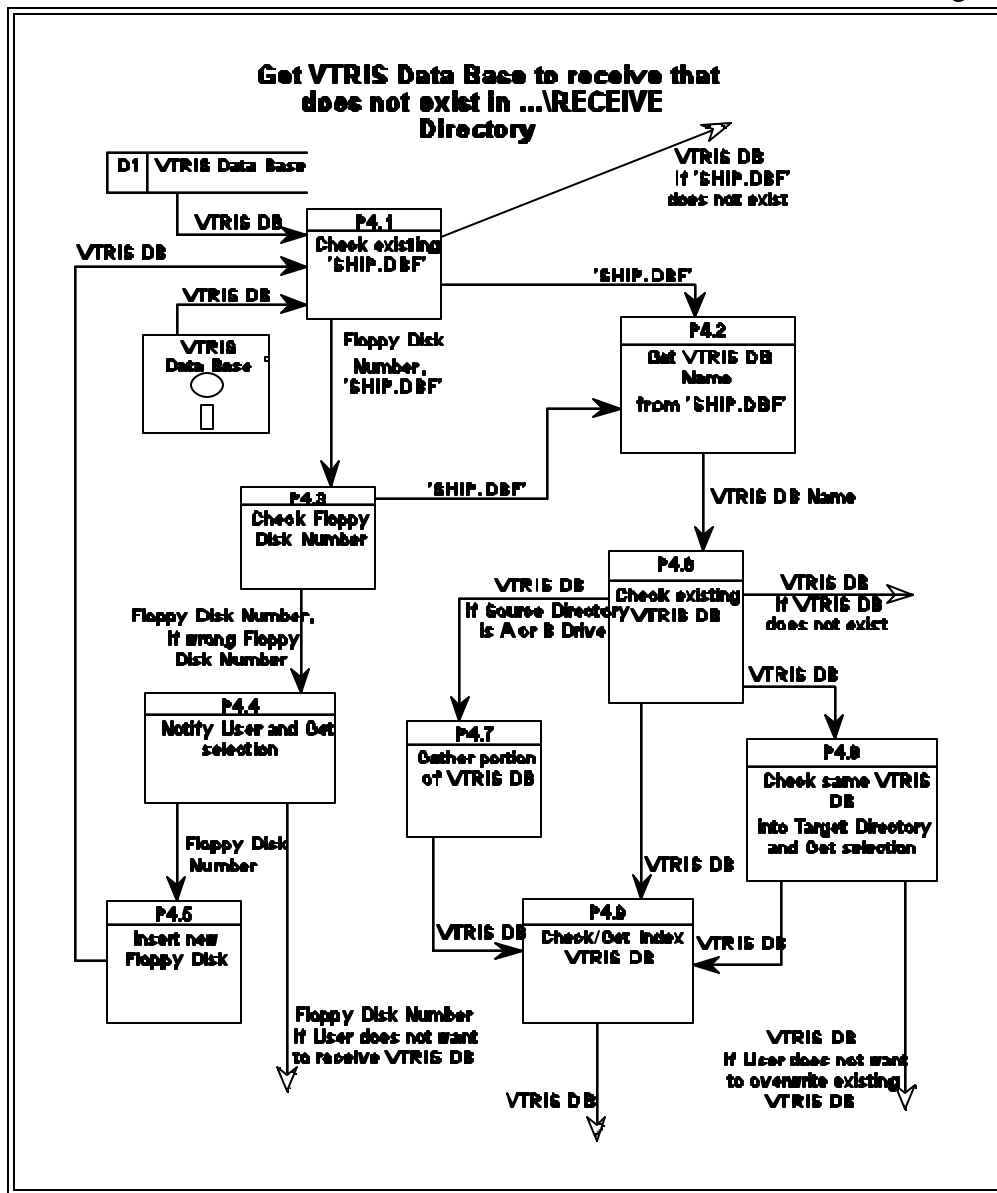 Get VTRIS Data Base to receive that
does not exist in ...\RECEIVE
Directory
D1 VTRIS Data Base
VTRIS DB
If 'SHIP.DBF'
does not exist
VTRIS DB
VTRIS DB
VTRIS DB
P4.1
Check existing
'SHIP.DBF'
'SHIP.DBF'
VTRIS
Data Base
Floppy Disk
Number,
'SHIP.DBF'
P4.2
Get VTRIS DB
Name
from 'SHIP.DBF'
P4.3
Check Floppy
Disk Number
'SHIP.DBF'
VTRIS DB Name
Floppy Disk Number,
If wrong Floppy
Disk Number
VTRIS DB
If Source Directory
is A or B Drive
Check existing
VTRIS DB
VTRIS DB
If VTRIS DB
does not exist
VTRIS DB
P4.4
Notify User and Get
selection
P4.7
Gather portion
of VTRIS DB
Check same VTRIS
DB
into Target Directory
and Get selection
Floppy Disk
Number
VTRIS DB
P4.5
Insert new
Floppy Disk
VTRIS DB
P4.9
Check/Get Index
VTRIS DB
VTRIS DB
Floppy Disk Number
If User does not want
to receive VTRIS DB
VTRIS DB
VTRIS DB
If User does not want
to overwrite existing
VTRIS DB